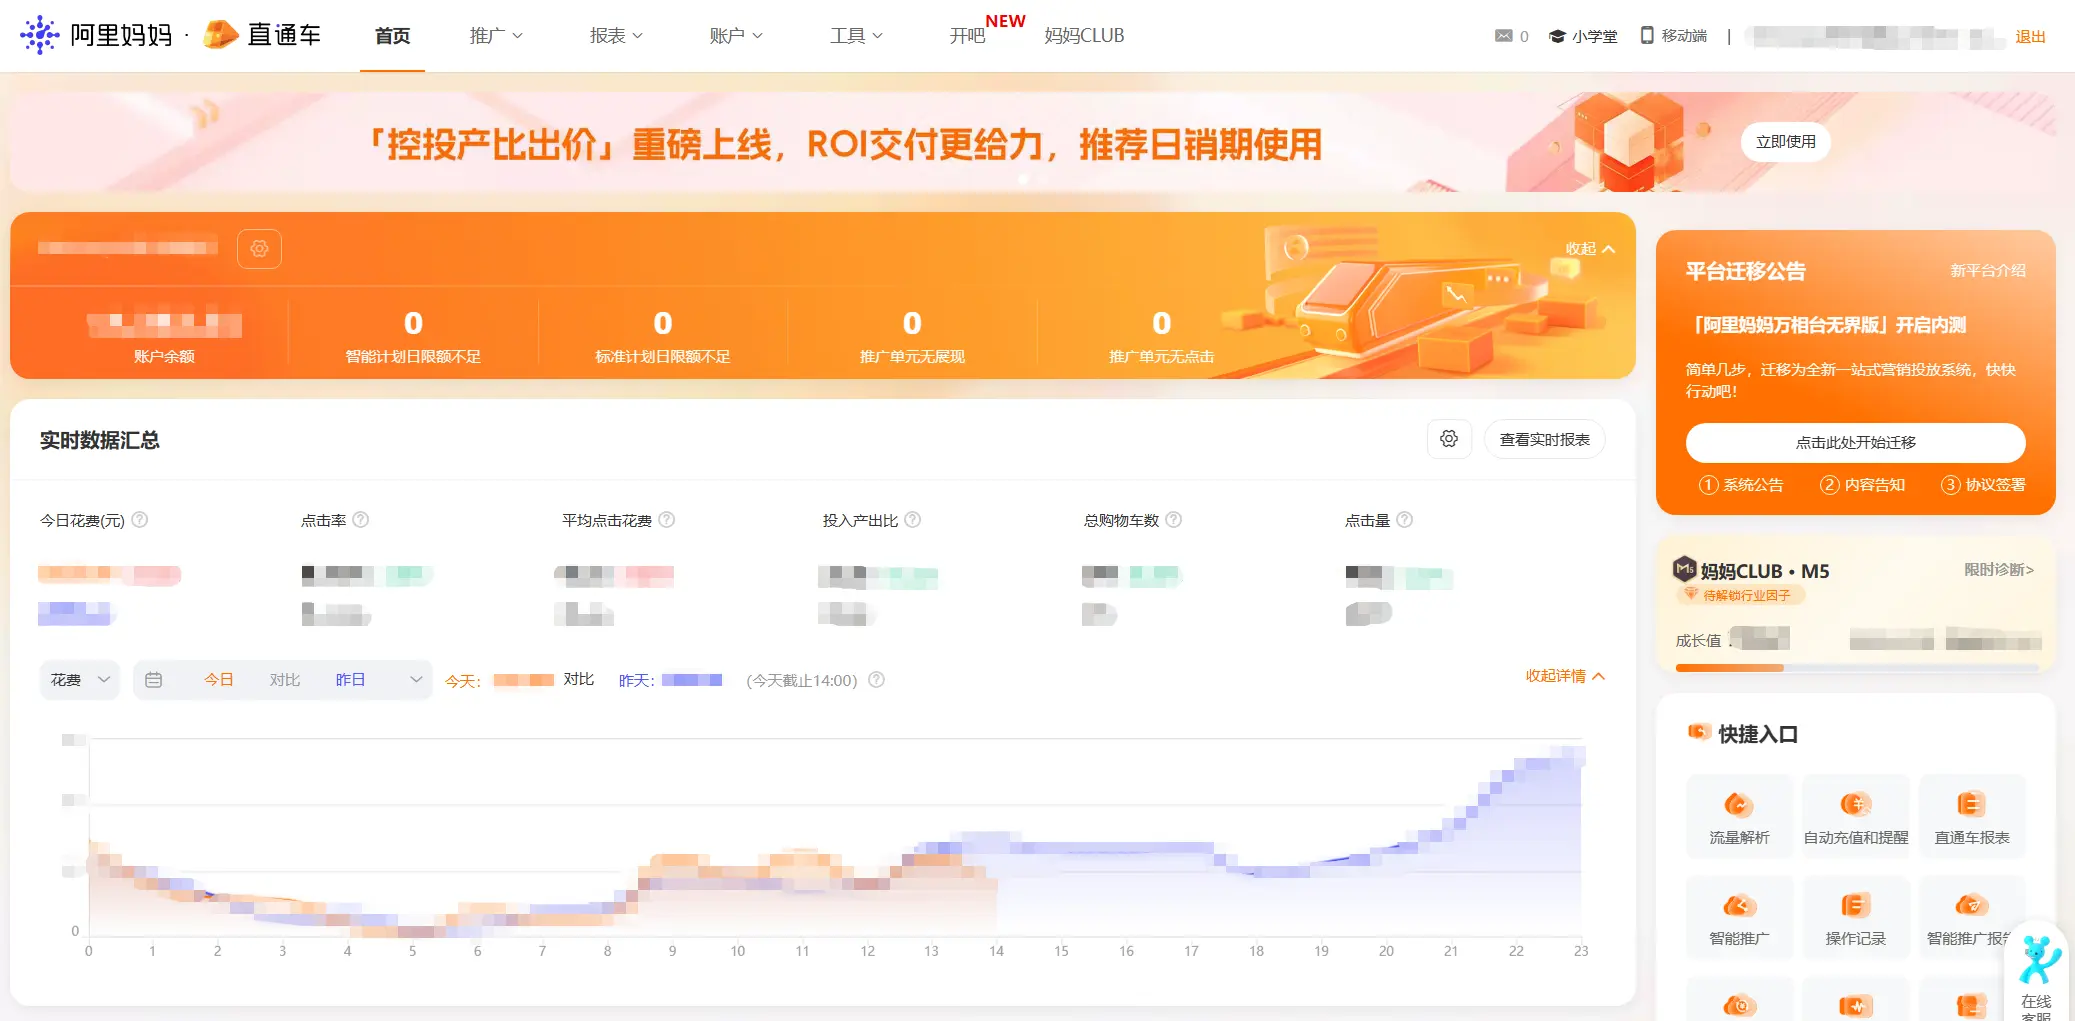 阿里妈妈 · 直通车 首页 推广 报表 账户 工具 开吧 NEW 妈妈CLUB 0 小学堂 移动端 | 退出
「控投产比出价」重磅上线，ROI交付更给力，推荐日销期使用 立即使用
收起
0 0 0 0
账户余额 智能计划日限额不足 标准计划日限额不足 推广单元无展现 推广单元无点击
平台迁移公告 新平台介绍
「阿里妈妈万相台无界版」开启内测
简单几步，迁移为全新一站式营销投放系统，快快
行动吧！
点击此处开始迁移
① 系统公告 ② 内容告知 ③ 协议签署
实时数据汇总 查看实时报表
今日花费(元) 点击率 平均点击花费 投入产出比 总购物车数 点击量
花费 今日 对比 昨日 今天： 对比 昨天： (今天截止14:00) 收起详情
0
0 1 2 3 4 5 6 7 8 9 10 11 12 13 14 15 16 17 18 19 20 21 22 23
M5 妈妈CLUB • M5 限时诊断>
待解锁行业因子
成长值
快捷入口
流量解析 自动充值和提醒 直通车报表
智能推广 操作记录 智能推广报
在线
客服